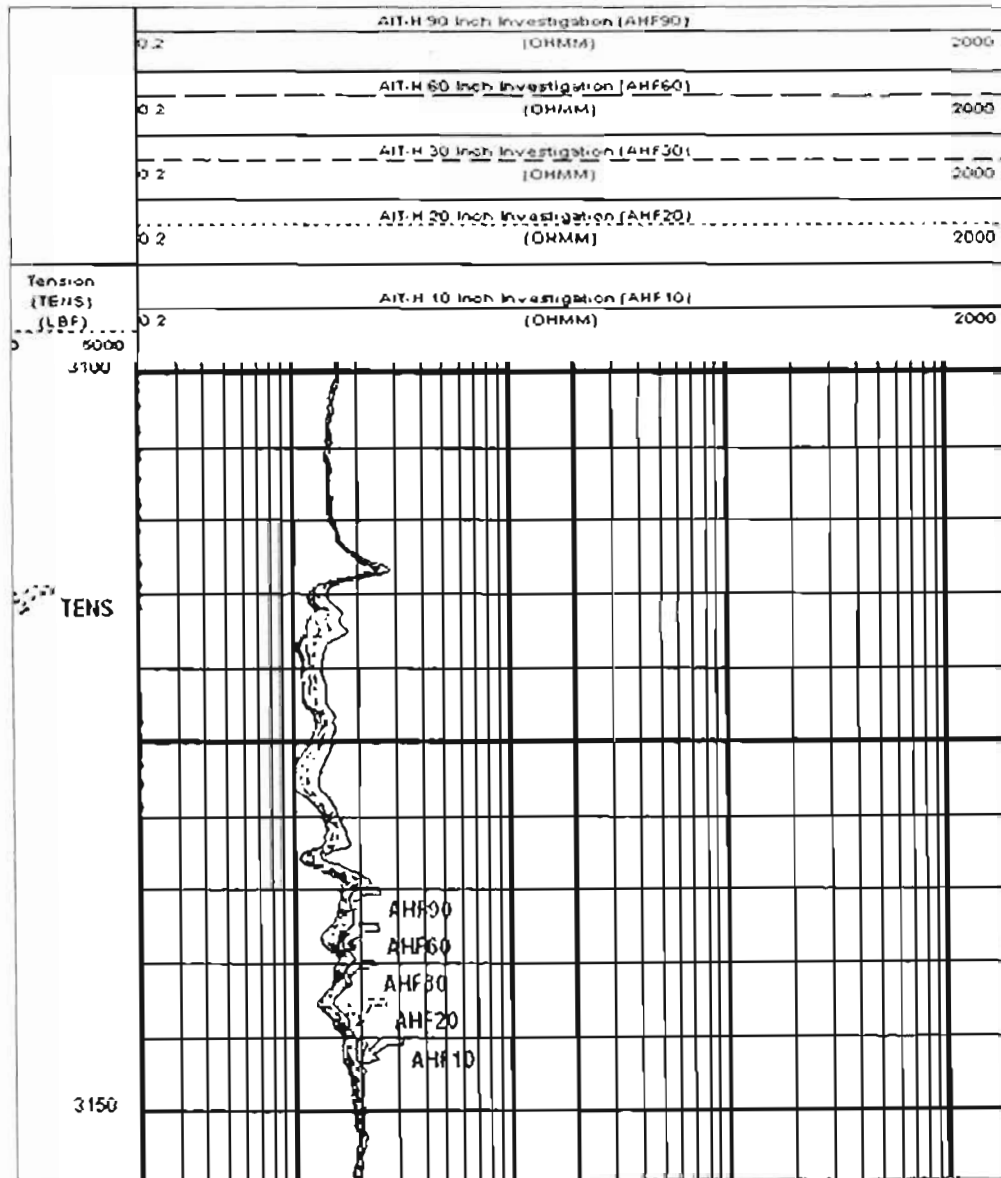 AIT-H 90 Inch Investigation (AHF90)
0.2 (OHMM) 2000
AIT-H 60 Inch Investigation (AHF60)
0.2 (OHMM) 2000
AIT-H 30 Inch Investigation (AHF30)
0.2 (OHMM) 2000
AIT-H 20 Inch Investigation (AHF20)
0.2 (OHMM) 2000
Tension
(TENS)
(LBF)
0 5000
AIT-H 10 Inch Investigation (AHF10)
0.2 (OHMM) 2000
3100
TENS
AHF90
AHF60
AHF30
AHF20
AHF10
3150